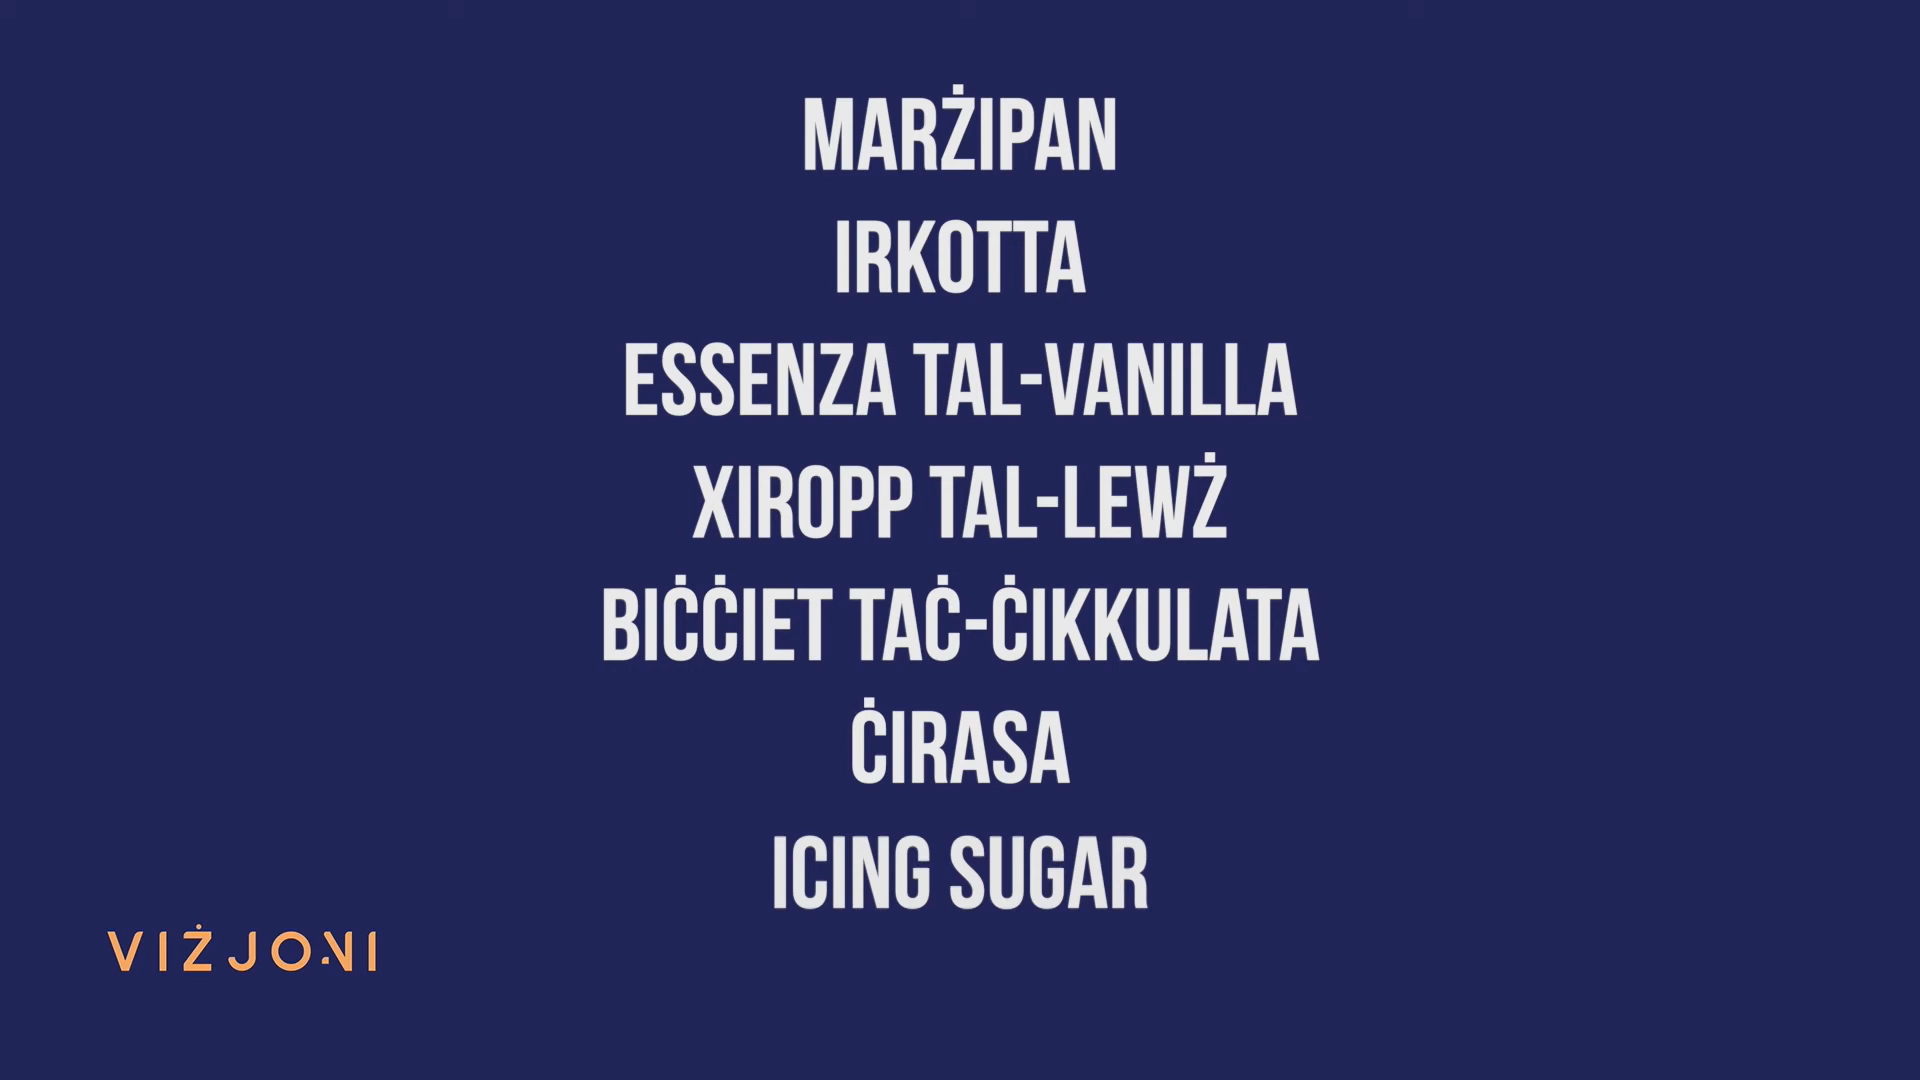 MARŻIPAN
IRKOTTA
ESSENZA TAL-VANILLA
XIROPP TAL-LEWŻ
BIĊĊIET TAĊ-ĊIKKULATA
ĊIRASA
ICING SUGAR
VIŻJONI